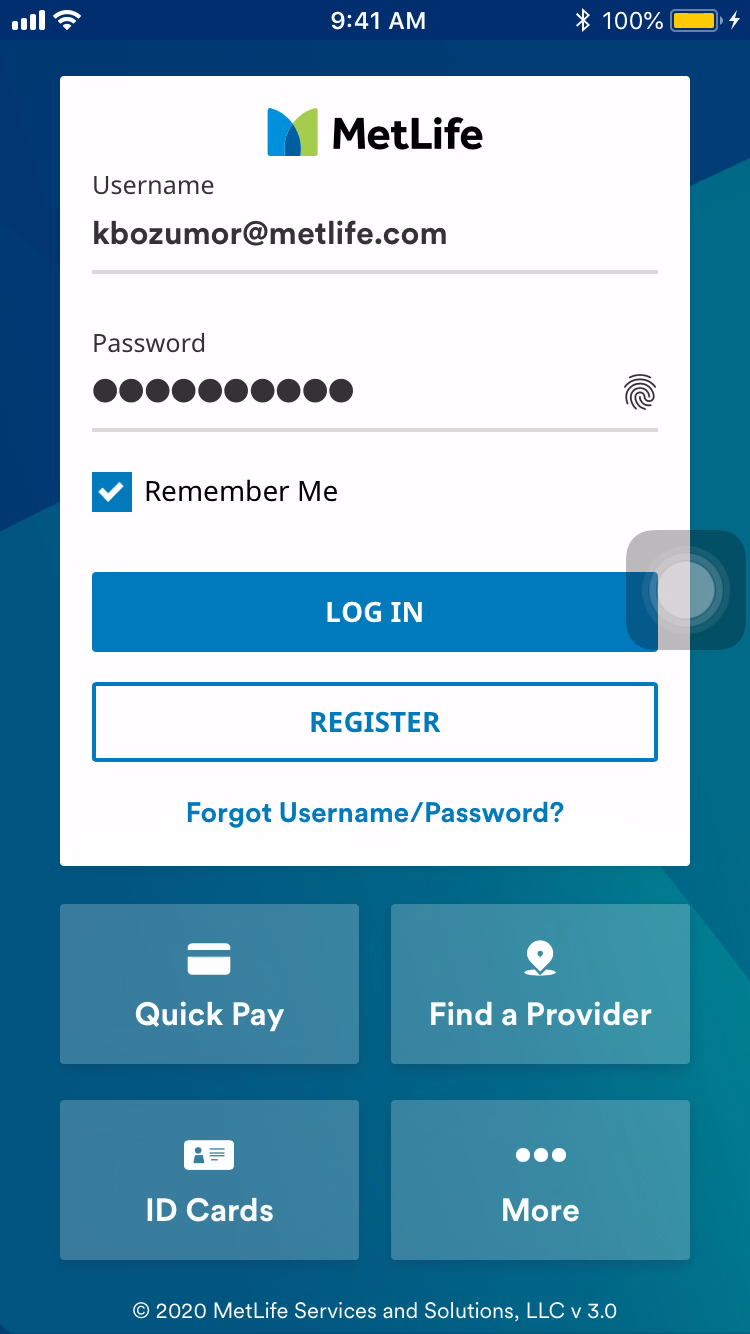 9:41 AM 100%
MetLife
Username
kbozumor@metlife.com
Password
Remember Me
LOG IN
REGISTER
Forgot Username/Password?
Quick Pay Find a Provider
ID Cards More
© 2020 MetLife Services and Solutions, LLC v 3.0